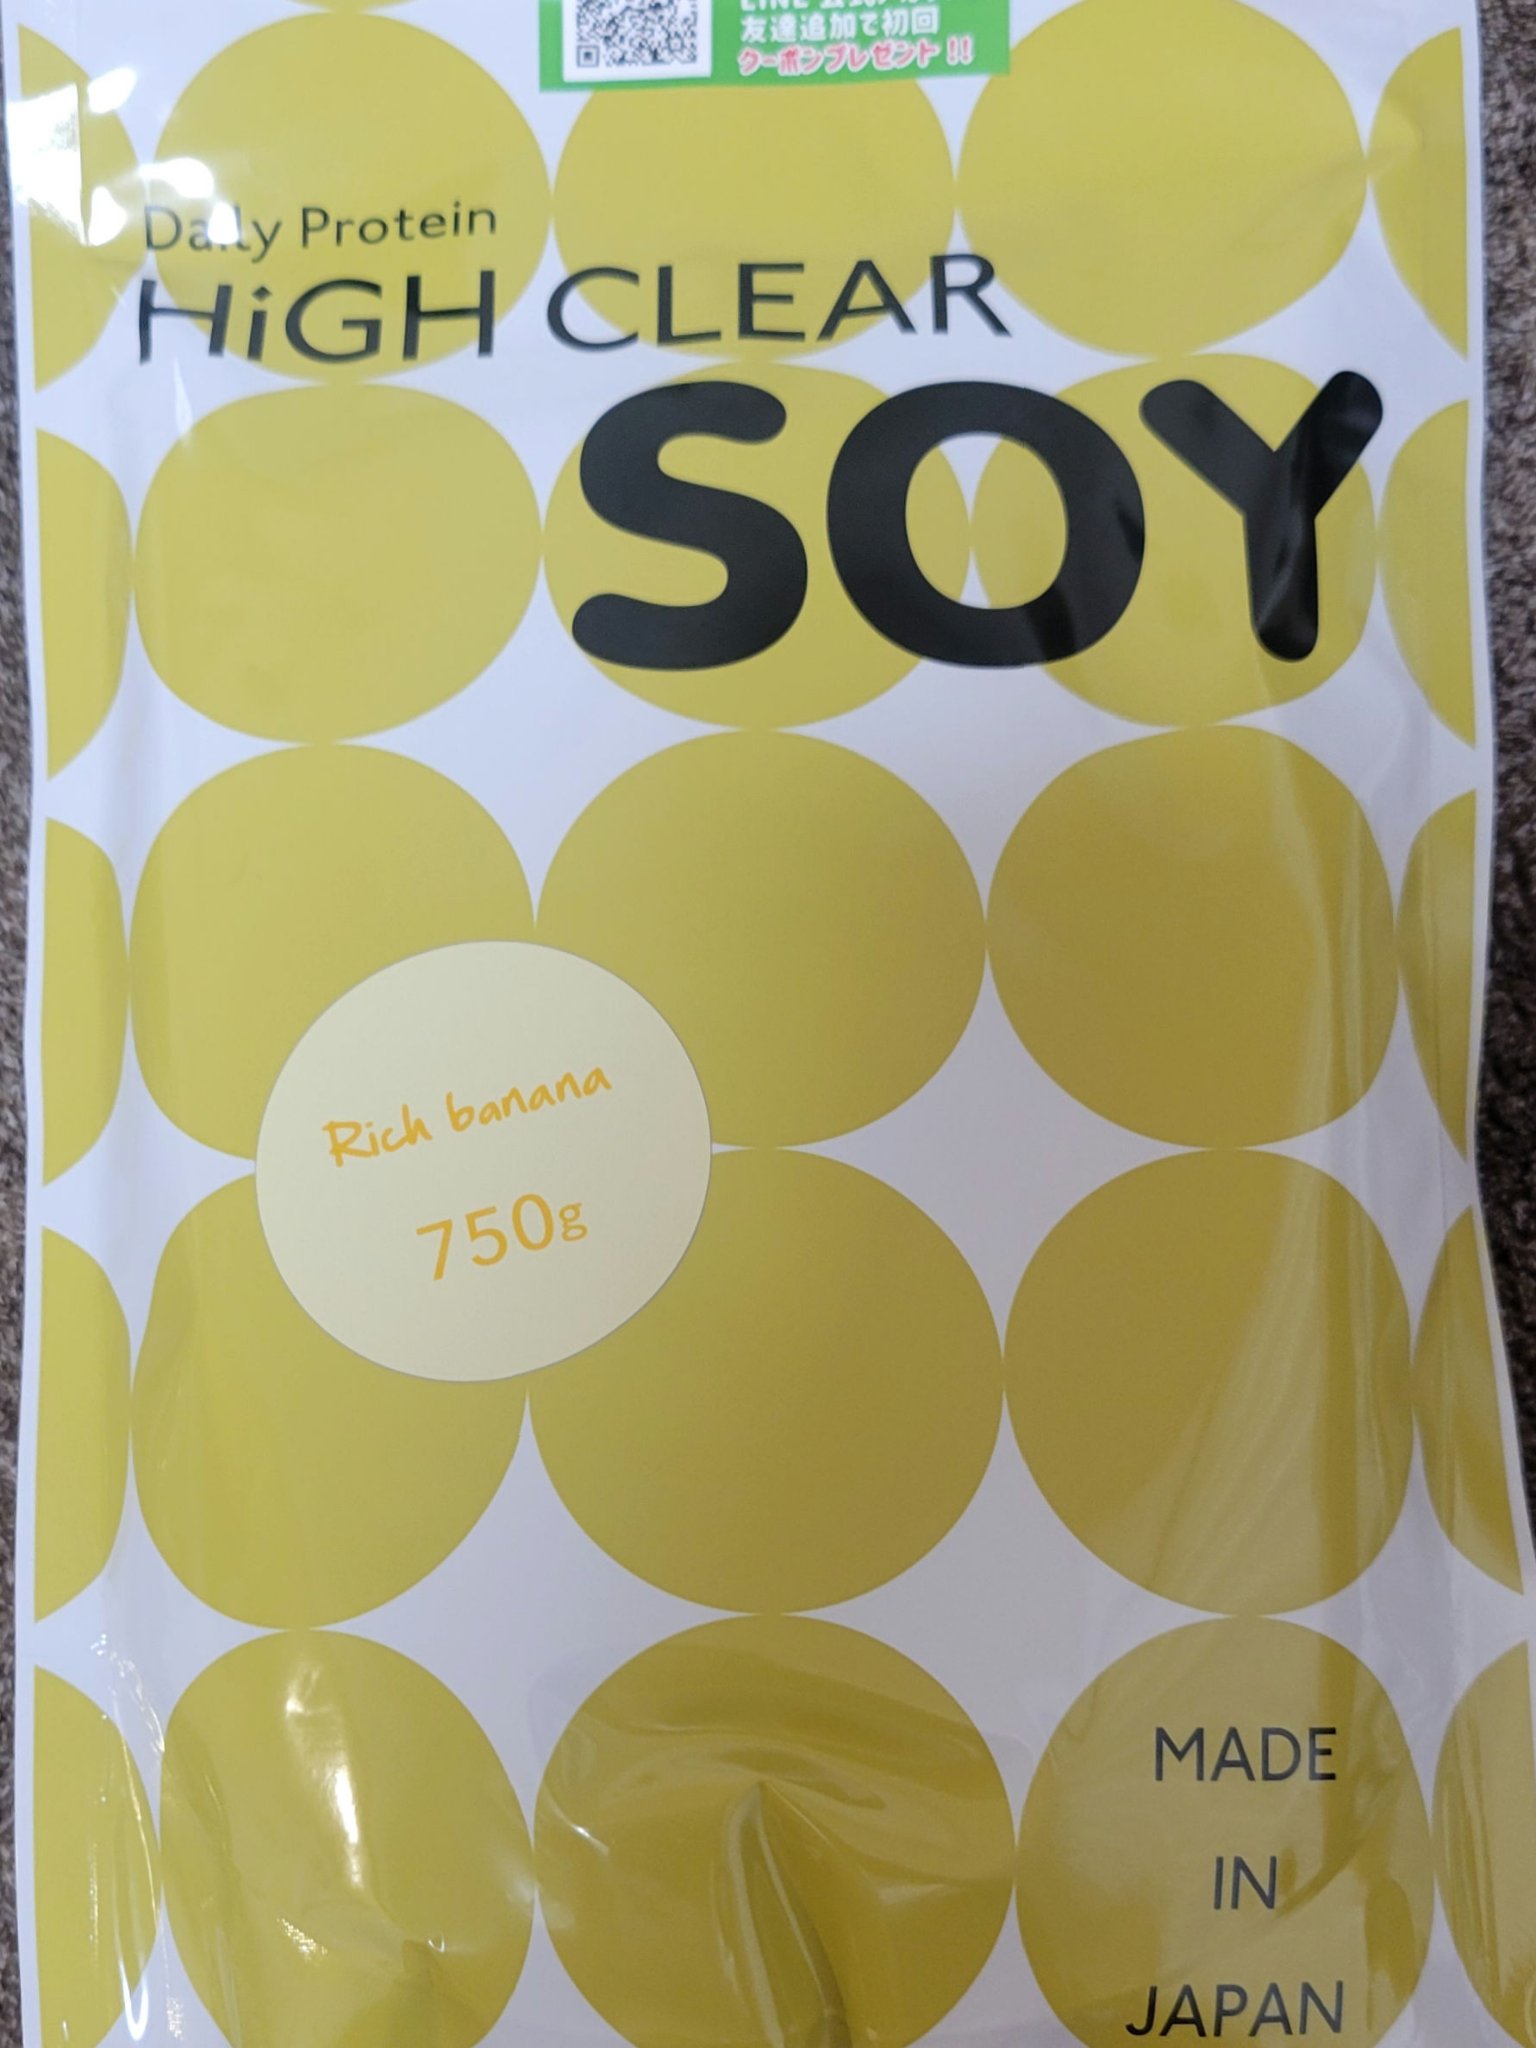 友達追加で初回
クーポンプレゼント!!
Daily Protein
HiGH CLEAR
SOY
Rich banana
750g
MADE
IN
JAPAN